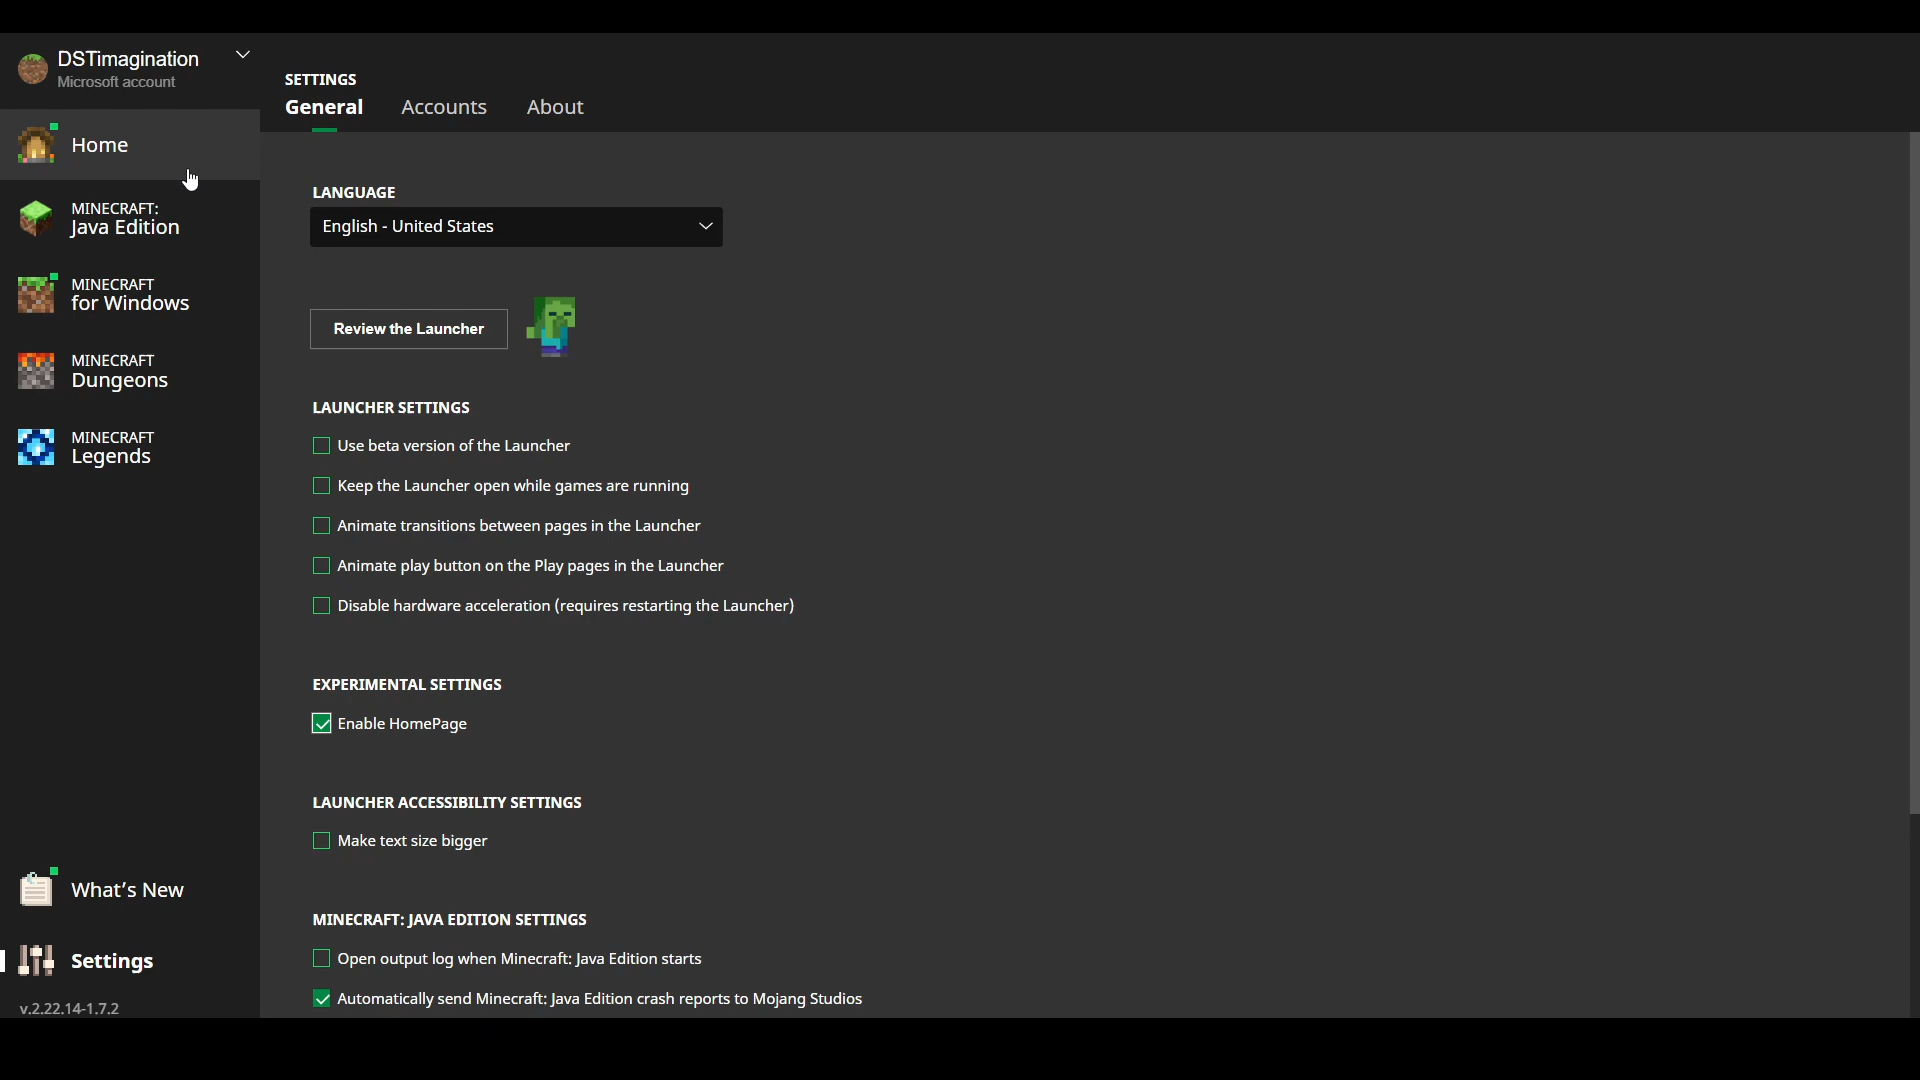 DSTimagination
Microsoft account
Home
MINECRAFT:
Java Edition
MINECRAFT
for Windows
MINECRAFT
Dungeons
MINECRAFT
Legends
What's New
Settings
v.2.22.14-1.7.2
SETTINGS
General Accounts About
LANGUAGE
English - United States
Review the Launcher
LAUNCHER SETTINGS
Use beta version of the Launcher
Keep the Launcher open while games are running
Animate transitions between pages in the Launcher
Animate play button on the Play pages in the Launcher
Disable hardware acceleration (requires restarting the Launcher)
EXPERIMENTAL SETTINGS
Enable HomePage
LAUNCHER ACCESSIBILITY SETTINGS
Make text size bigger
MINECRAFT: JAVA EDITION SETTINGS
Open output log when Minecraft: Java Edition starts
Automatically send Minecraft: Java Edition crash reports to Mojang Studios